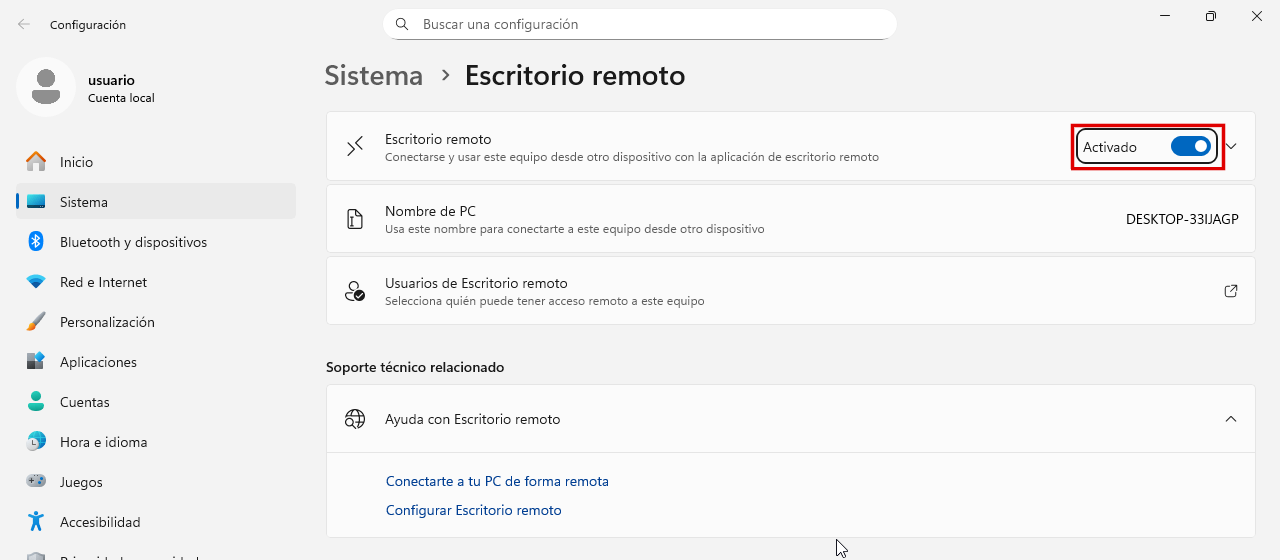 Configuración
Buscar una configuración
usuario
Cuenta local
Inicio
Sistema
Bluetooth y dispositivos
Red e Internet
Personalización
Aplicaciones
Cuentas
Hora e idioma
Juegos
Accesibilidad
Sistema > Escritorio remoto
Escritorio remoto
Conectarse y usar este equipo desde otro dispositivo con la aplicación de escritorio remoto
Activado
Nombre de PC
Usa este nombre para conectarte a este equipo desde otro dispositivo
DESKTOP-33IJAGP
Usuarios de Escritorio remoto
Selecciona quién puede tener acceso remoto a este equipo
Soporte técnico relacionado
Ayuda con Escritorio remoto
Conectarte a tu PC de forma remota
Configurar Escritorio remoto